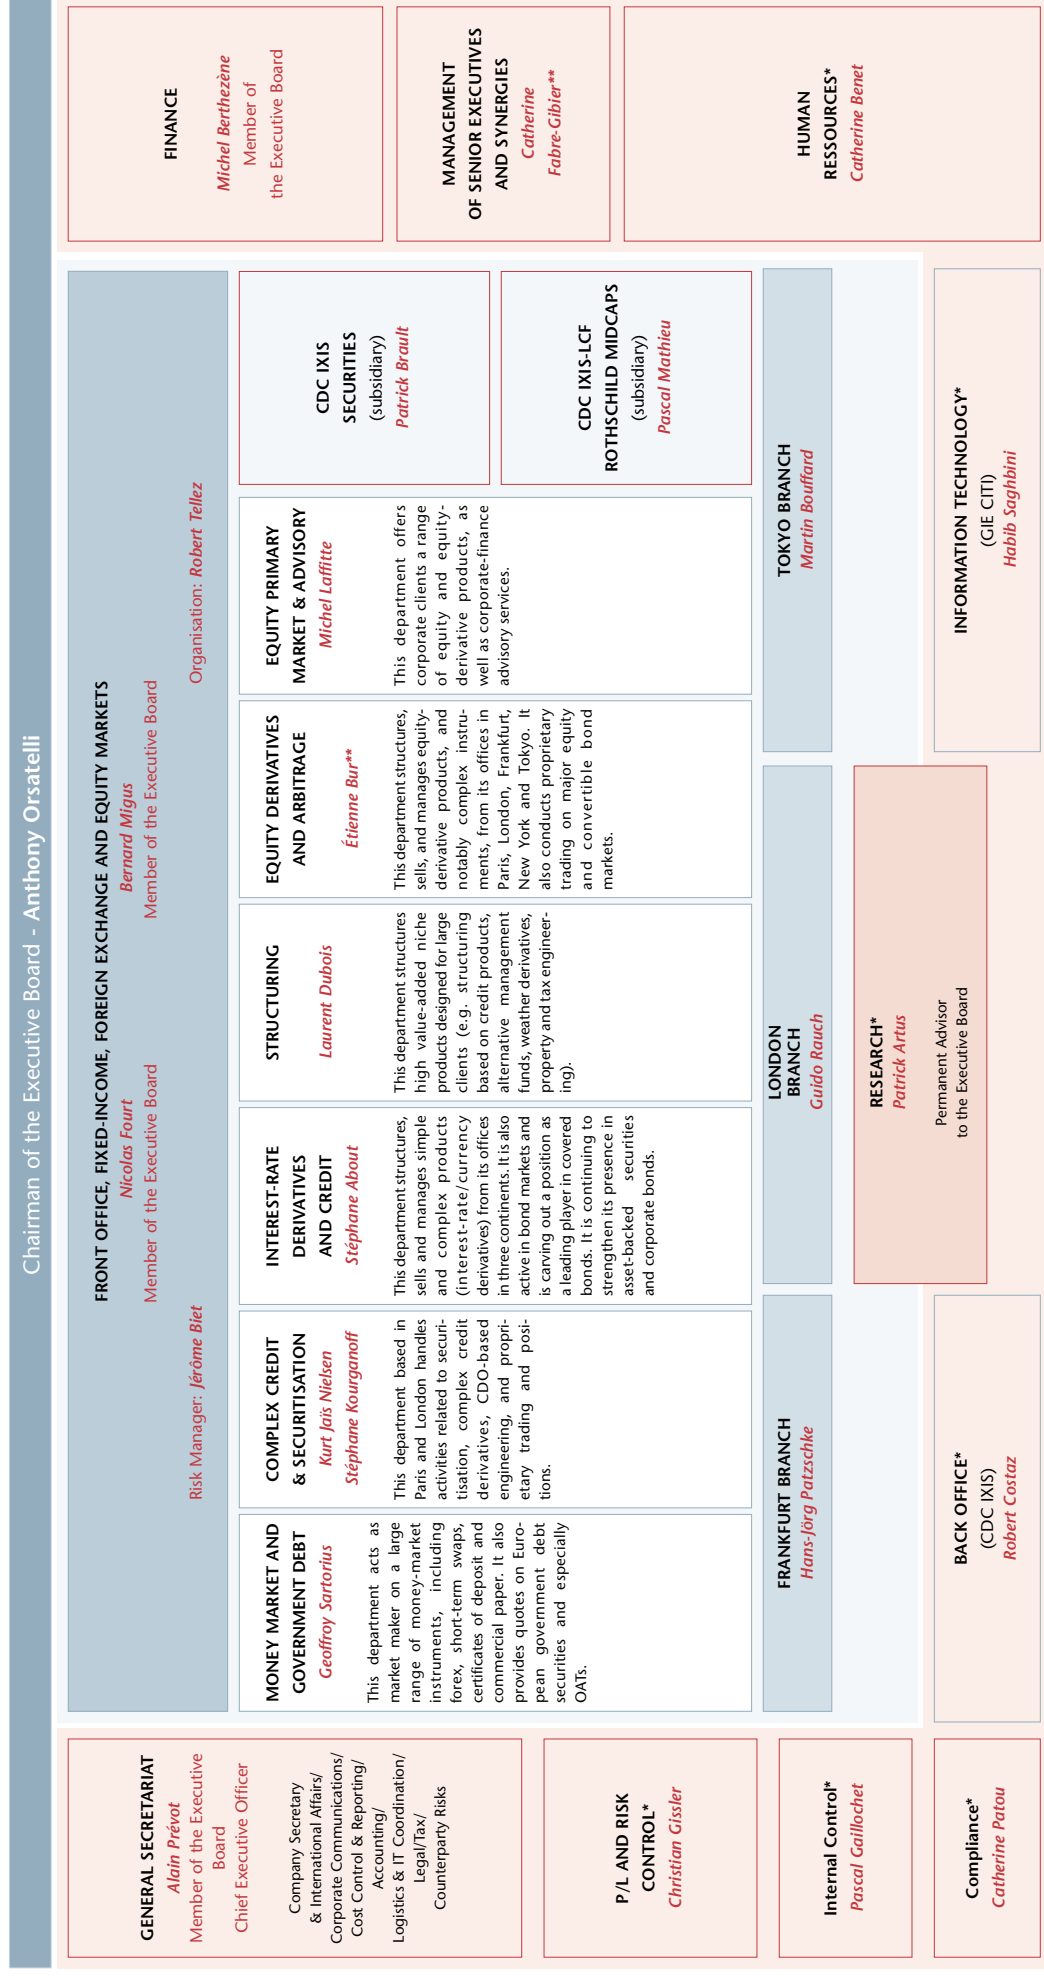 Chairman of the Executive Board - Anthony Orsatelli
GENERAL SECRETARIAT
Alain Prévot
Member of the Executive
Board
Chief Executive Officer
Company Secretary
& International Affairs/
Corporate Communications/
Cost Control & Reporting/
Accounting/
Logistics & IT Coordination/
Legal/Tax/
Counterparty Risks
P/L AND RISK
CONTROL*
Christian Gissler
Internal Control*
Pascal Gaillochet
Compliance*
Catherine Patou
FRONT OFFICE, FIXED-INCOME, FOREIGN EXCHANGE AND EQUITY MARKETS
Nicolas Fourt
Member of the Executive Board
Bernard Migus
Member of the Executive Board
Risk Manager: Jérôme Biet
Organisation: Robert Tellez
MONEY MARKET AND
GOVERNMENT DEBT
Geoffroy Sartorius
This department acts as
market maker on a large
range of money-market
instruments, including
forex, short-term swaps,
certificates of deposit and
commercial paper. It also
provides quotes on Euro-
pean government debt
securities and especially
OATs.
COMPLEX CREDIT
& SECURITISATION
Kurt Jaïs Nielsen
Stéphane Kourganoff
This department based in
Paris and London handles
activities related to securi-
tisation, complex credit
derivatives, CDO-based
engineering, and propri-
etary trading and posi-
tions.
INTEREST-RATE
DERIVATIVES
AND CREDIT
Stéphane About
This department structures,
sells and manages simple
and complex products
(interest-rate/currency
derivatives) from its offices
in three continents. It is also
active in bond markets and
is carving out a position as
a leading player in covered
bonds. It is continuing to
strengthen its presence in
asset-backed securities
and corporate bonds.
STRUCTURING
Laurent Dubois
This department structures
high value-added niche
products designed for large
clients (e.g. structuring
based on credit products,
alternative management
funds, weather derivatives,
property and tax engineer-
ing).
EQUITY DERIVATIVES
AND ARBITRAGE
Étienne Bur**
This department structures,
sells, and manages equity-
derivative products, and
notably complex instru-
ments, from its offices in
Paris, London, Frankfurt,
New York and Tokyo. It
also conducts proprietary
trading on major equity
and convertible bond
markets.
EQUITY PRIMARY
MARKET & ADVISORY
Michel Laffitte
This department offers
corporate clients a range
of equity and equity-
derivative products, as
well as corporate-finance
advisory services.
CDC IXIS
SECURITIES
(subsidiary)
Patrick Brault
CDC IXIS-LCF
ROTHSCHILD MIDCAPS
(subsidiary)
Pascal Mathieu
FRANKFURT BRANCH
Hans-Jörg Patzschke
LONDON
BRANCH
Guido Rauch
TOKYO BRANCH
Martin Bouffard
RESEARCH*
Patrick Artus
Permanent Advisor
to the Executive Board
BACK OFFICE*
(CDC IXIS)
Robert Costaz
INFORMATION TECHNOLOGY*
(GIE CITI)
Habib Saghbini
FINANCE
Michel Berthezène
Member of
the Executive Board
MANAGEMENT
OF SENIOR EXECUTIVES
AND SYNERGIES
Catherine
Fabre-Gibier**
HUMAN
RESSOURCES*
Catherine Benet